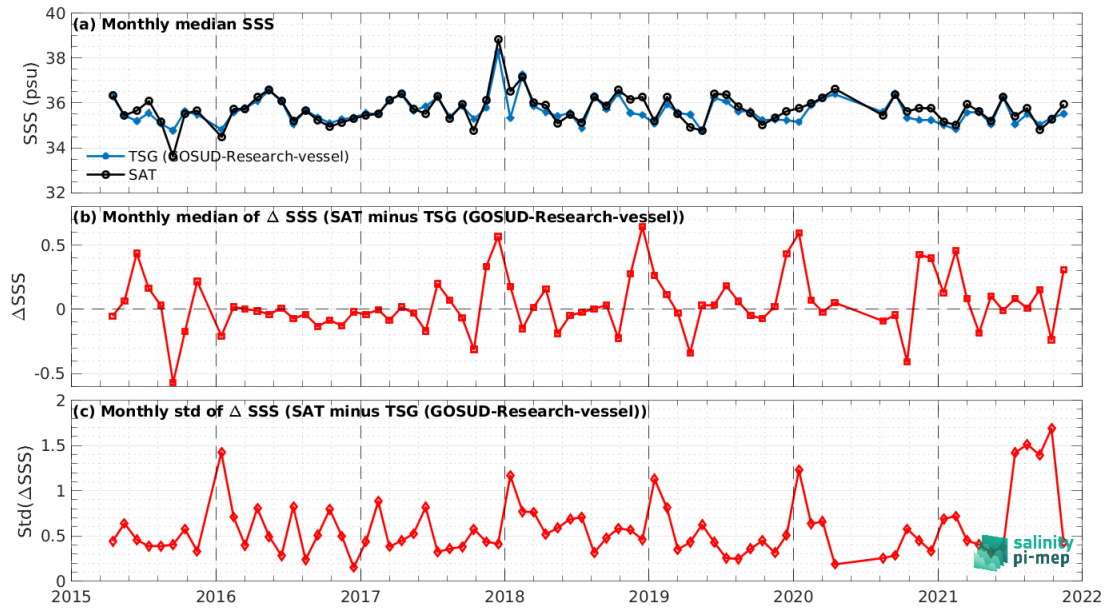 40
(a) Monthly median SSS
38
36
34
32
SSS (psu)
TSG (GOSUD-Research-vessel)
SAT
(b) Monthly median of Δ SSS (SAT minus TSG (GOSUD-Research-vessel))
0.5
0
-0.5
ΔSSS
2
(c) Monthly std of Δ SSS (SAT minus TSG (GOSUD-Research-vessel))
1.5
1
0.5
0
Std(ΔSSS)
salinity
pi-mep
2015 2016 2017 2018 2019 2020 2021 2022